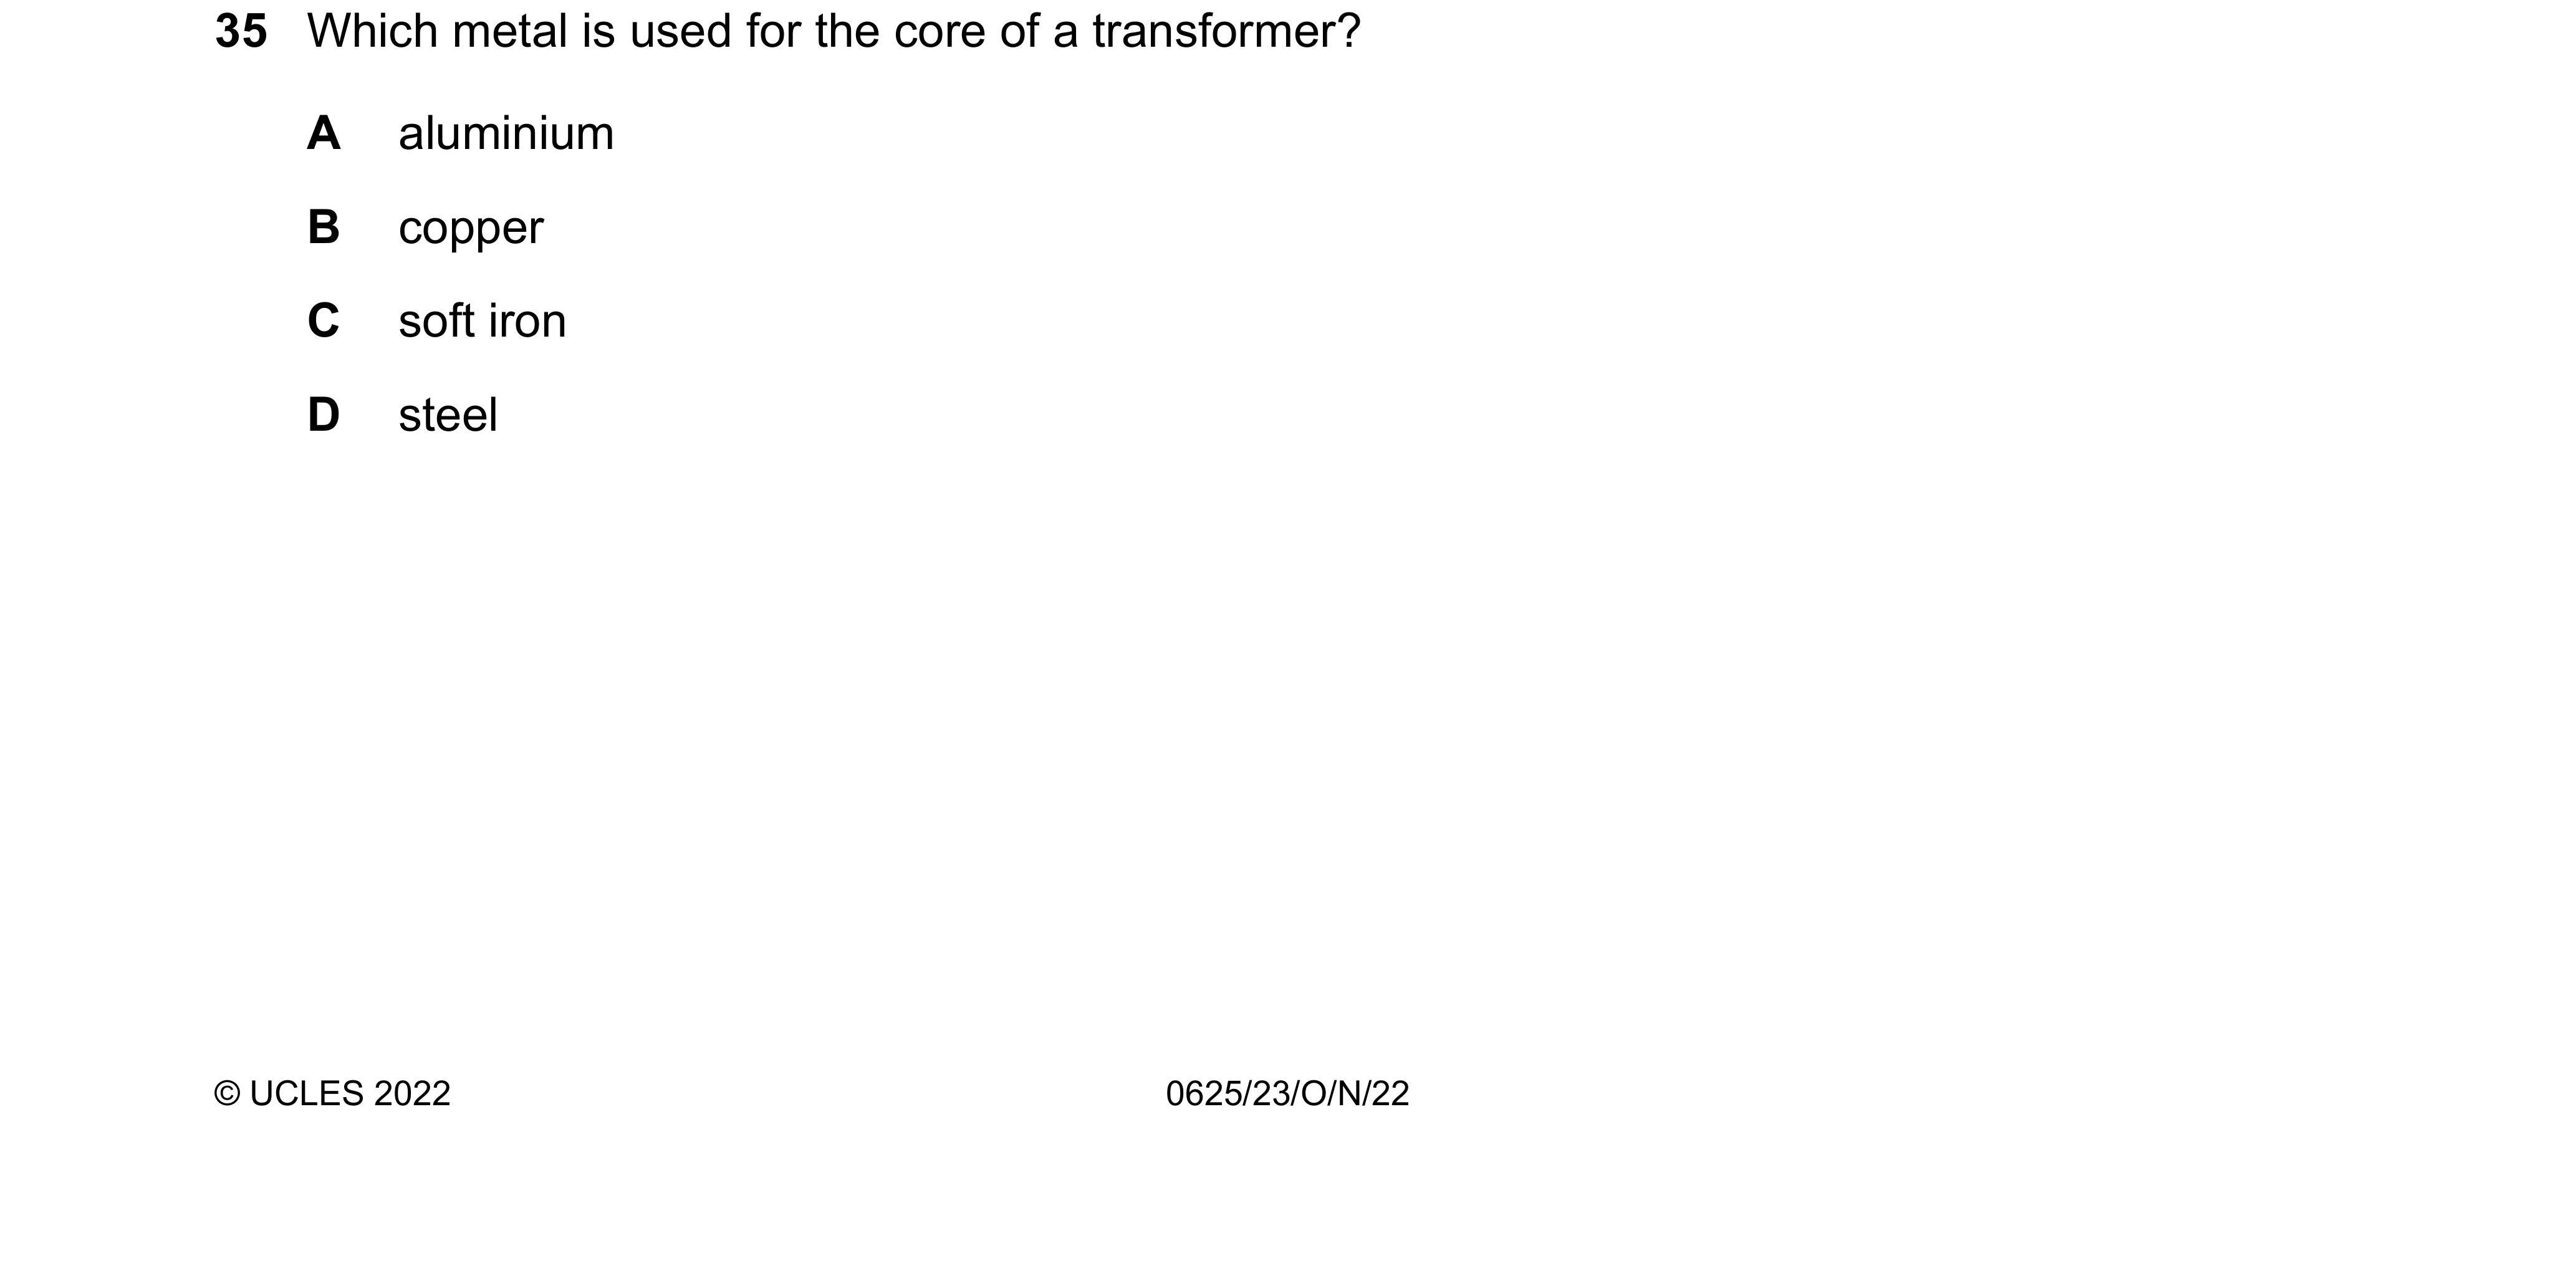 35 Which metal is used for the core of a transformer?
A aluminium
B copper
C soft iron
D steel
© UCLES 2022 0625/23/O/N/22